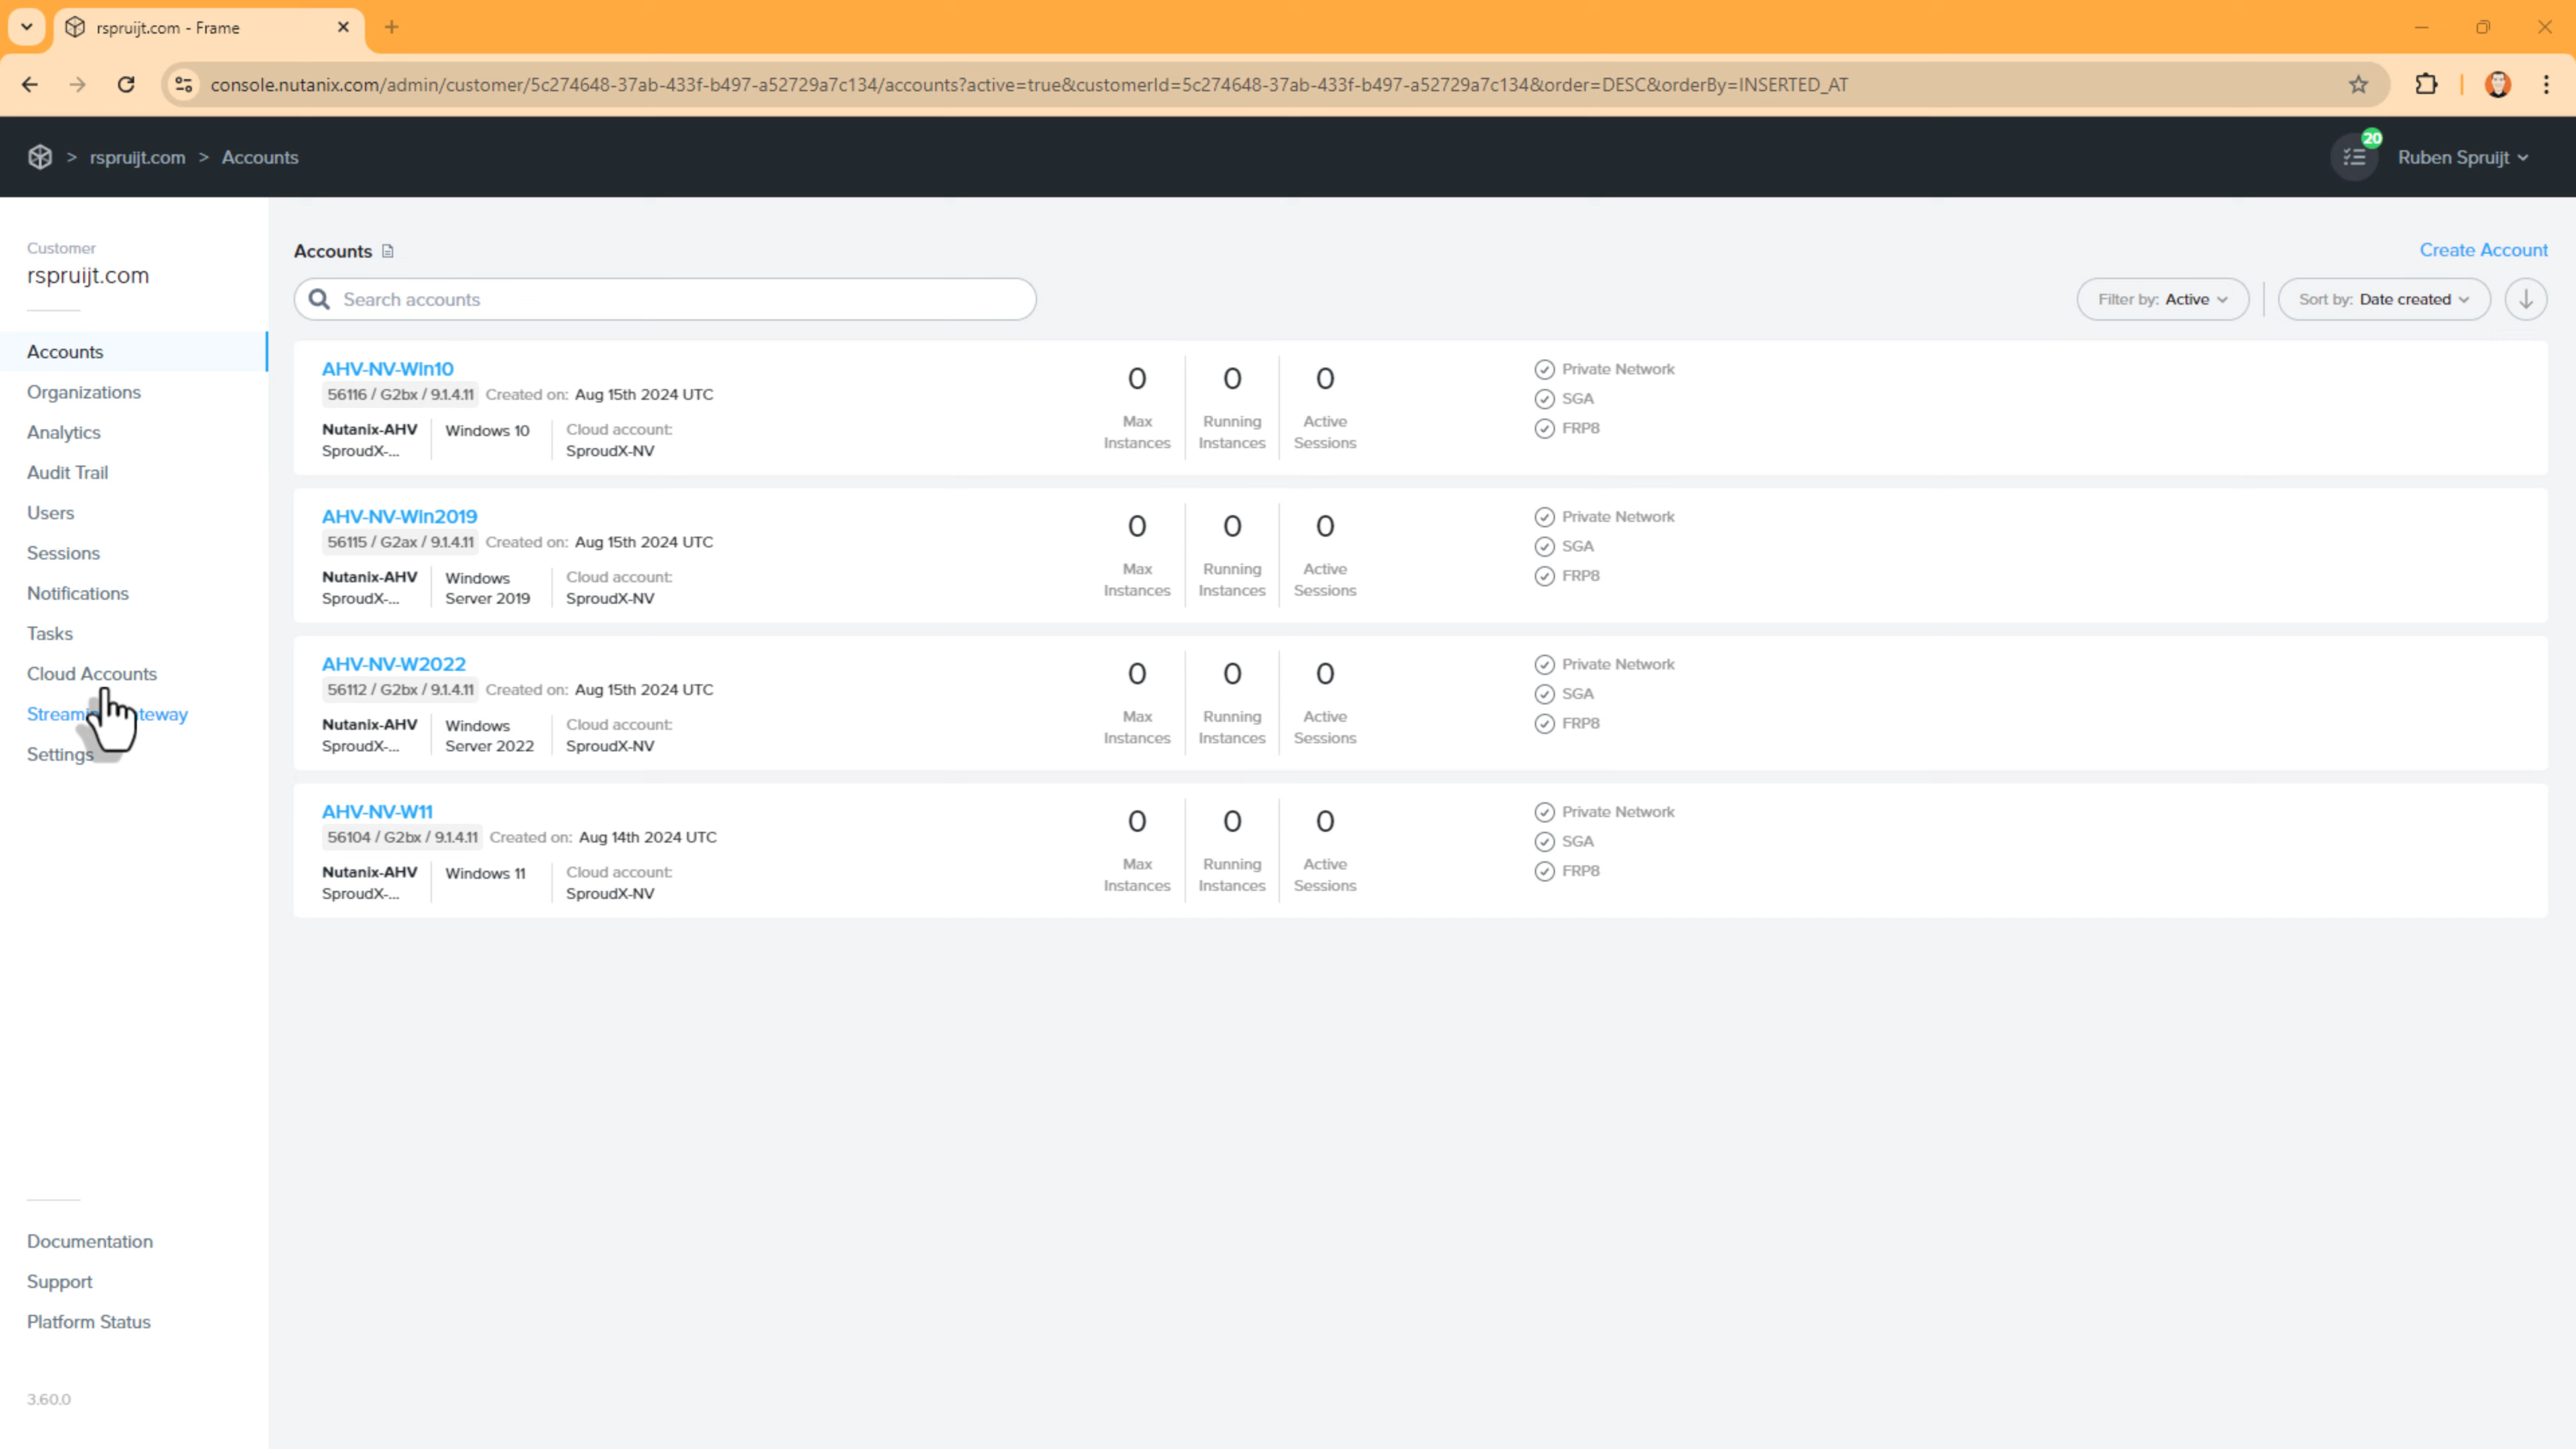 rspruijt.com - Frame
console.nutanix.com/admin/customer/5c274648-37ab-433f-b497-a52729a7c134/accounts?active=true&customerId=5c274648-37ab-433f-b497-a52729a7c134&order=DESC&orderBy=INSERTED_AT
> rspruijt.com > Accounts
20
Ruben Spruijt
Customer
rspruijt.com
Accounts
Organizations
Analytics
Audit Trail
Users
Sessions
Notifications
Tasks
Cloud Accounts
Settings
Documentation
Support
Platform Status
3.60.0
Accounts
Create Account
Search accounts
Filter by: Active
Sort by: Date created
AHV-NV-Win10
56116 / G2bx / 9.1.4.11 Created on: Aug 15th 2024 UTC
Nutanix-AHV
SproudX-...
Windows 10
Cloud account:
SproudX-NV
0
Max
Instances
0
Running
Instances
0
Active
Sessions
Private Network
SGA
FRP8
AHV-NV-Win2019
56115 / G2ax / 9.1.4.11 Created on: Aug 15th 2024 UTC
Nutanix-AHV
SproudX-...
Windows
Server 2019
Cloud account:
SproudX-NV
0
Max
Instances
0
Running
Instances
0
Active
Sessions
Private Network
SGA
FRP8
AHV-NV-W2022
56112 / G2bx / 9.1.4.11 Created on: Aug 15th 2024 UTC
Nutanix-AHV
SproudX-...
Windows
Server 2022
Cloud account:
SproudX-NV
0
Max
Instances
0
Running
Instances
0
Active
Sessions
Private Network
SGA
FRP8
AHV-NV-W11
56104 / G2bx / 9.1.4.11 Created on: Aug 14th 2024 UTC
Nutanix-AHV
SproudX-...
Windows 11
Cloud account:
SproudX-NV
0
Max
Instances
0
Running
Instances
0
Active
Sessions
Private Network
SGA
FRP8